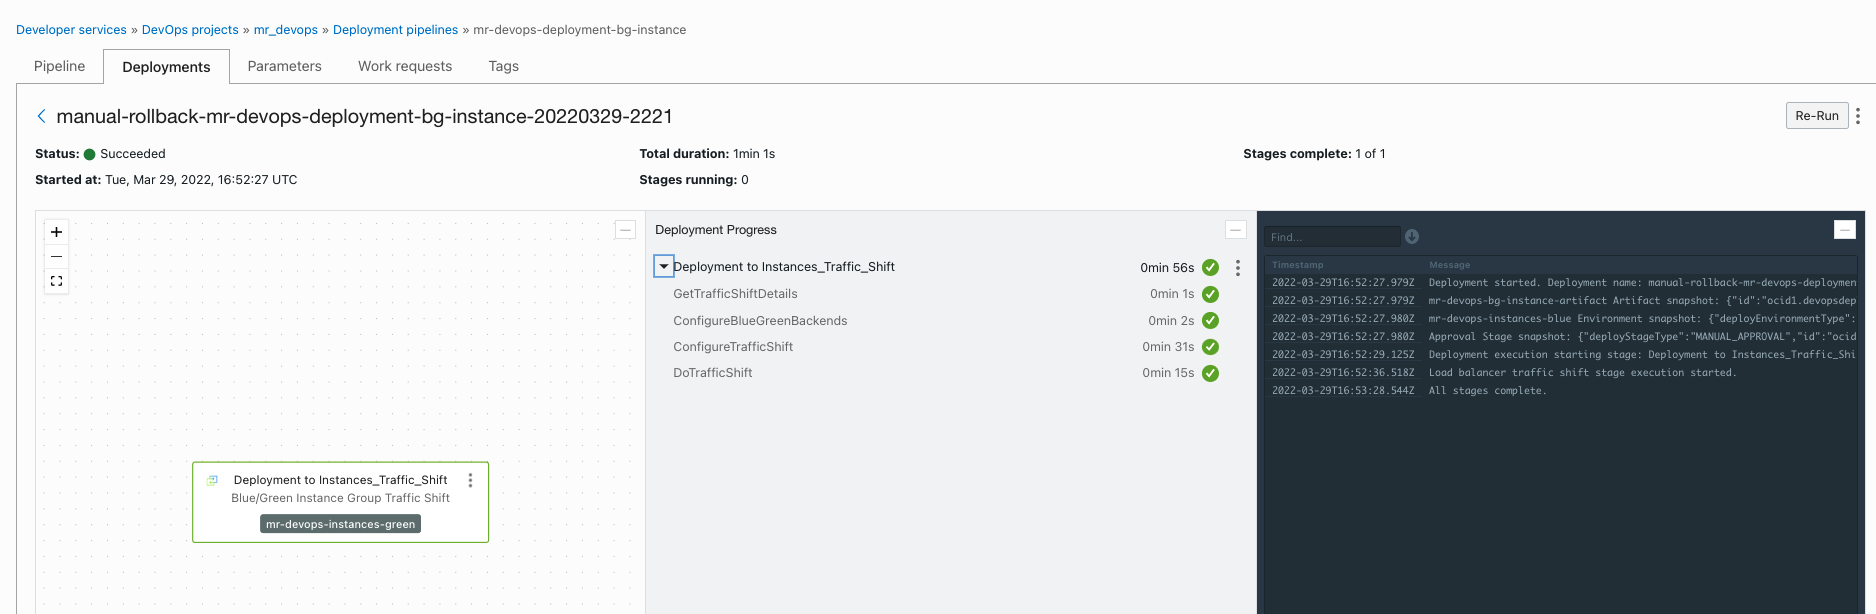 Developer services » DevOps projects » mr_devops » Deployment pipelines » mr-devops-deployment-bg-instance
Pipeline Deployments Parameters Work requests Tags
manual-rollback-mr-devops-deployment-bg-instance-20220329-2221
Re-Run
Status: Succeeded
Total duration: 1min 1s
Stages complete: 1 of 1
Started at: Tue, Mar 29, 2022, 16:52:27 UTC
Stages running: 0
Deployment to Instances_Traffic_Shift
Blue/Green Instance Group Traffic Shift
mr-devops-instances-green
Deployment Progress
Deployment to Instances_Traffic_Shift 0min 56s
GetTrafficShiftDetails 0min 1s
ConfigureBlueGreenBackends 0min 2s
ConfigureTrafficShift 0min 31s
DoTrafficShift 0min 15s
Find...
Timestamp Message
2022-03-29T16:52:27.979Z Deployment started. Deployment name: manual-rollback-mr-devops-deploymen
2022-03-29T16:52:27.979Z mr-devops-bg-instance-artifact Artifact snapshot: {"id":"ocid1.devopsdep
2022-03-29T16:52:27.980Z mr-devops-instances-blue Environment snapshot: {"deployEnvironmentType":
2022-03-29T16:52:27.980Z Approval Stage snapshot: {"deployStageType":"MANUAL_APPROVAL","id":"ocid
2022-03-29T16:52:29.125Z Deployment execution starting stage: Deployment to Instances_Traffic_Shi
2022-03-29T16:52:36.518Z Load balancer traffic shift stage execution started.
2022-03-29T16:53:28.544Z All stages complete.